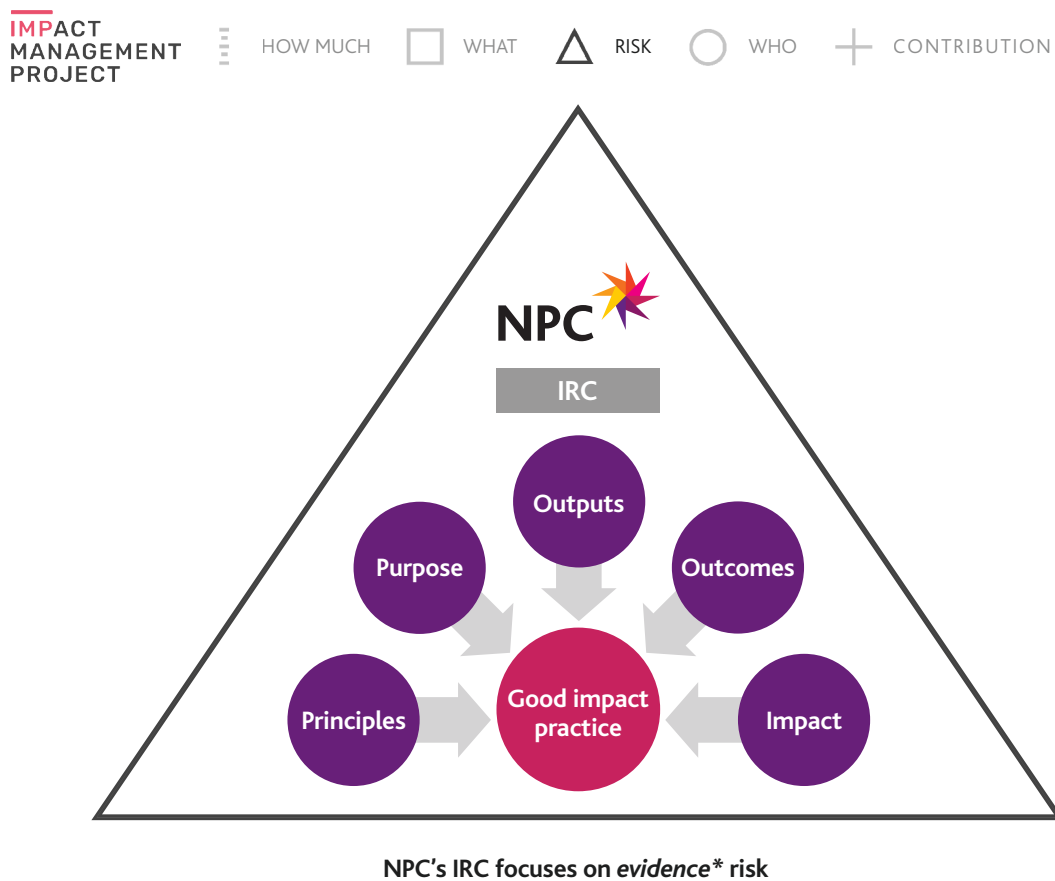 IMPACT
MANAGEMENT
PROJECT
HOW MUCH
WHAT
RISK
WHO
CONTRIBUTION
NPC
IRC
Outputs
Purpose
Outcomes
Principles
Good impact
practice
Impact
NPC's IRC focuses on evidence* risk